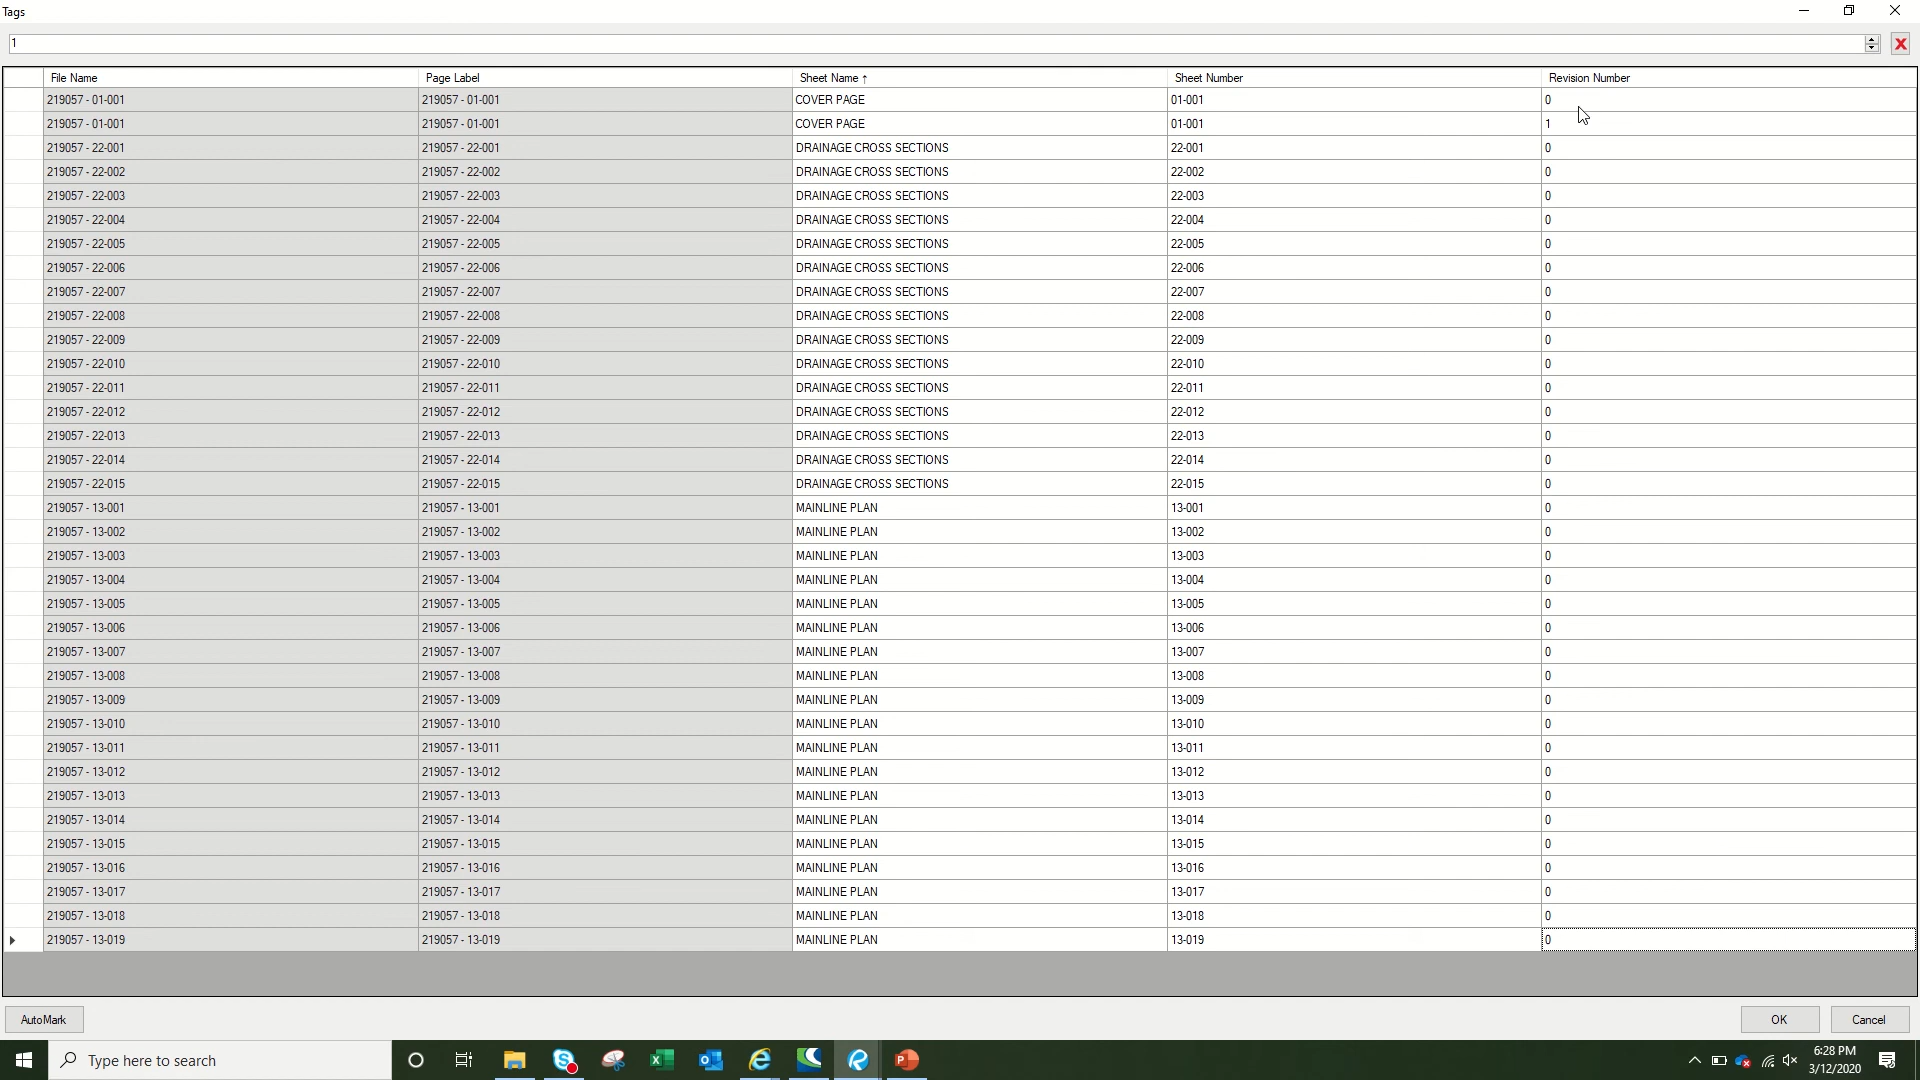 Tags
1
File Name Page Label Sheet Name ↑ Sheet Number Revision Number
219057 - 01-001 219057 - 01-001 COVER PAGE 01-001 0
219057 - 01-001 219057 - 01-001 COVER PAGE 01-001 1
219057 - 22-001 219057 - 22-001 DRAINAGE CROSS SECTIONS 22-001 0
219057 - 22-002 219057 - 22-002 DRAINAGE CROSS SECTIONS 22-002 0
219057 - 22-003 219057 - 22-003 DRAINAGE CROSS SECTIONS 22-003 0
219057 - 22-004 219057 - 22-004 DRAINAGE CROSS SECTIONS 22-004 0
219057 - 22-005 219057 - 22-005 DRAINAGE CROSS SECTIONS 22-005 0
219057 - 22-006 219057 - 22-006 DRAINAGE CROSS SECTIONS 22-006 0
219057 - 22-007 219057 - 22-007 DRAINAGE CROSS SECTIONS 22-007 0
219057 - 22-008 219057 - 22-008 DRAINAGE CROSS SECTIONS 22-008 0
219057 - 22-009 219057 - 22-009 DRAINAGE CROSS SECTIONS 22-009 0
219057 - 22-010 219057 - 22-010 DRAINAGE CROSS SECTIONS 22-010 0
219057 - 22-011 219057 - 22-011 DRAINAGE CROSS SECTIONS 22-011 0
219057 - 22-012 219057 - 22-012 DRAINAGE CROSS SECTIONS 22-012 0
219057 - 22-013 219057 - 22-013 DRAINAGE CROSS SECTIONS 22-013 0
219057 - 22-014 219057 - 22-014 DRAINAGE CROSS SECTIONS 22-014 0
219057 - 22-015 219057 - 22-015 DRAINAGE CROSS SECTIONS 22-015 0
219057 - 13-001 219057 - 13-001 MAINLINE PLAN 13-001 0
219057 - 13-002 219057 - 13-002 MAINLINE PLAN 13-002 0
219057 - 13-003 219057 - 13-003 MAINLINE PLAN 13-003 0
219057 - 13-004 219057 - 13-004 MAINLINE PLAN 13-004 0
219057 - 13-005 219057 - 13-005 MAINLINE PLAN 13-005 0
219057 - 13-006 219057 - 13-006 MAINLINE PLAN 13-006 0
219057 - 13-007 219057 - 13-007 MAINLINE PLAN 13-007 0
219057 - 13-008 219057 - 13-008 MAINLINE PLAN 13-008 0
219057 - 13-009 219057 - 13-009 MAINLINE PLAN 13-009 0
219057 - 13-010 219057 - 13-010 MAINLINE PLAN 13-010 0
219057 - 13-011 219057 - 13-011 MAINLINE PLAN 13-011 0
219057 - 13-012 219057 - 13-012 MAINLINE PLAN 13-012 0
219057 - 13-013 219057 - 13-013 MAINLINE PLAN 13-013 0
219057 - 13-014 219057 - 13-014 MAINLINE PLAN 13-014 0
219057 - 13-015 219057 - 13-015 MAINLINE PLAN 13-015 0
219057 - 13-016 219057 - 13-016 MAINLINE PLAN 13-016 0
219057 - 13-017 219057 - 13-017 MAINLINE PLAN 13-017 0
219057 - 13-018 219057 - 13-018 MAINLINE PLAN 13-018 0
219057 - 13-019 219057 - 13-019 MAINLINE PLAN 13-019 0
AutoMark OK Cancel
Type here to search
6:28 PM
3/12/2020